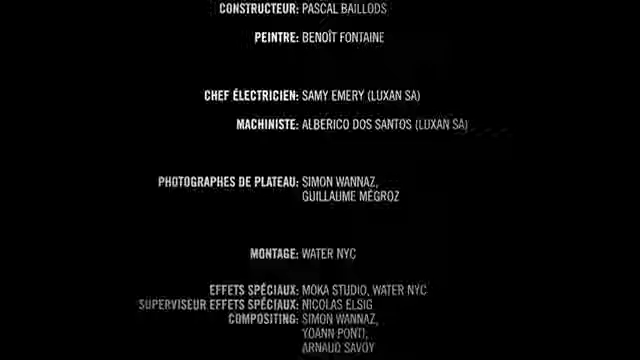 CONSTRUCTEUR: PASCAL BAILLODS
PEINTRE: BENOÎT FONTAINE
CHEF ÉLECTRICIEN: SAMY EMERY (LUXAN SA)
MACHINISTE: ALBERICO DOS SANTOS (LUXAN SA)
PHOTOGRAPHES DE PLATEAU: SIMON WANNAZ,
GUILLAUME MÉGROZ
MONTAGE: WATER NYC
EFFETS SPÉCIAUX: MOKA STUDIO, WATER NYC
SUPERVISEUR EFFETS SPÉCIAUX: NICOLAS ELSIG
COMPOSITING: SIMON WANNAZ,
YOANN PONTI,
ARNAUD SAVOY